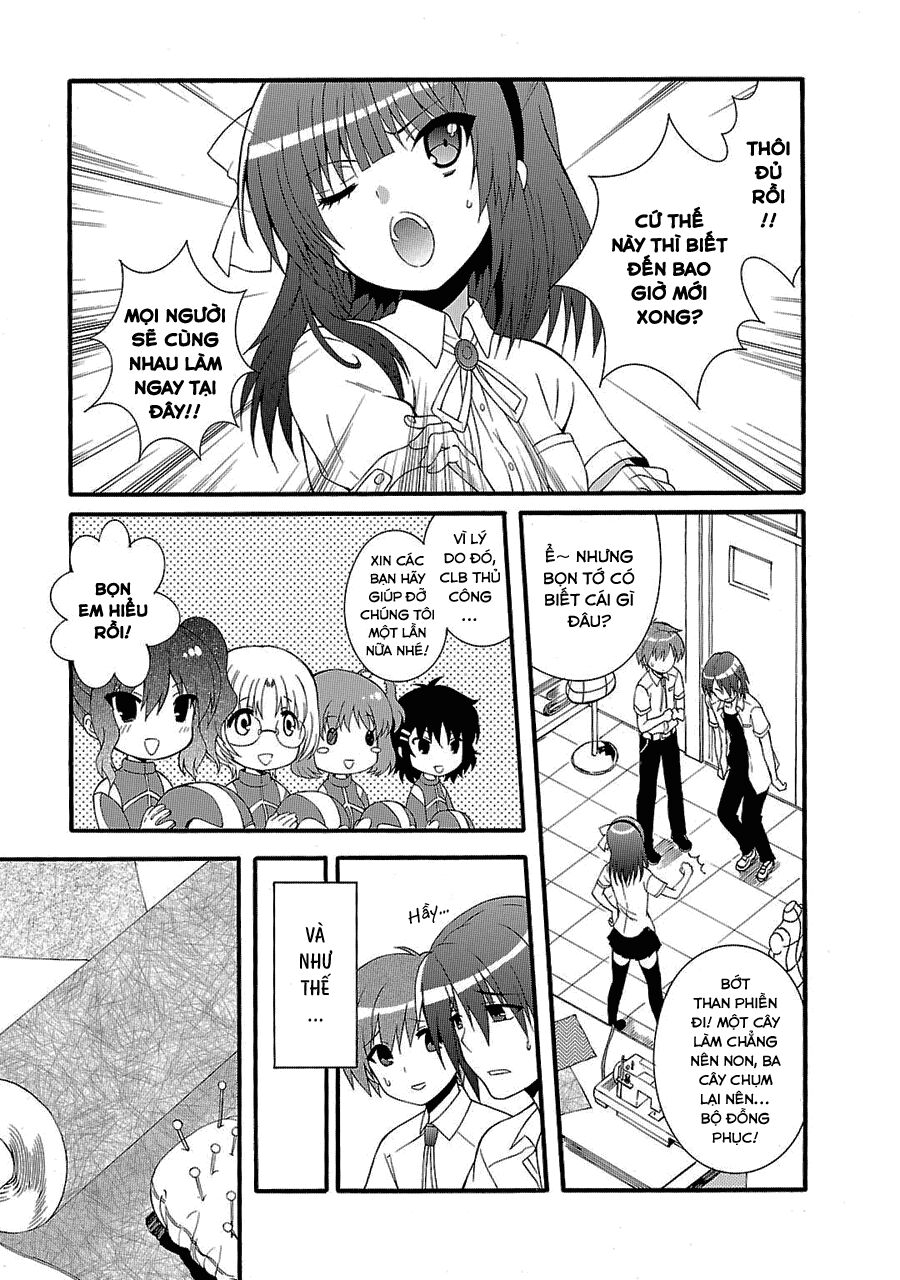 THÔI
ĐỦ
RỒI
!!
CỨ THẾ
NÀY THÌ BIẾT
ĐẾN BAO
GIỜ MỚI
XONG?
MỌI NGƯỜI
SẼ CÙNG
NHAU LÀM
NGAY TẠI
ĐÂY!!
Ể~ NHƯNG
BỌN TỚ CÓ
BIẾT CÁI GÌ
ĐÂU?
BỚT
THAN PHIỀN
ĐI! MỘT CÂY
LÀM CHẲNG
NÊN NON, BA
CÂY CHỤM
LẠI NÊN...
BỘ ĐỒNG
PHỤC!
VÌ LÝ
DO ĐÓ,
CLB THỦ
CÔNG
...
XIN CÁC
BẠN HÃY
GIÚP ĐỠ
CHÚNG TÔI
MỘT LẦN
NỮA NHÉ!
BỌN
EM HIỂU
RỒI!
Hầy...
VÀ
NHƯ
THẾ
...